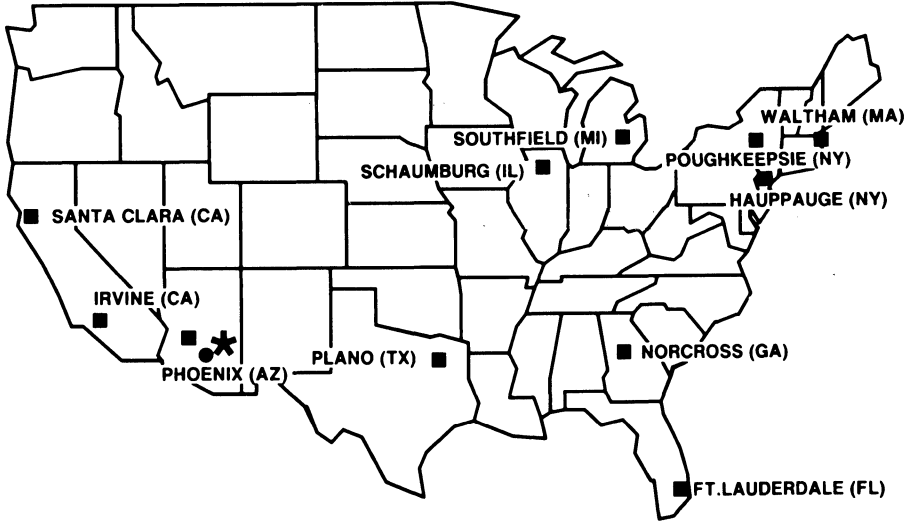 WALTHAM (MA)
SOUTHFIELD (MI)
POUGHKEEPSIE (NY)
SCHAUMBURG (IL)
HAUPPAUGE (NY)
SANTA CLARA (CA)
IRVINE (CA)
PLANO (TX)
NORCROSS (GA)
PHOENIX (AZ)
FT.LAUDERDALE (FL)